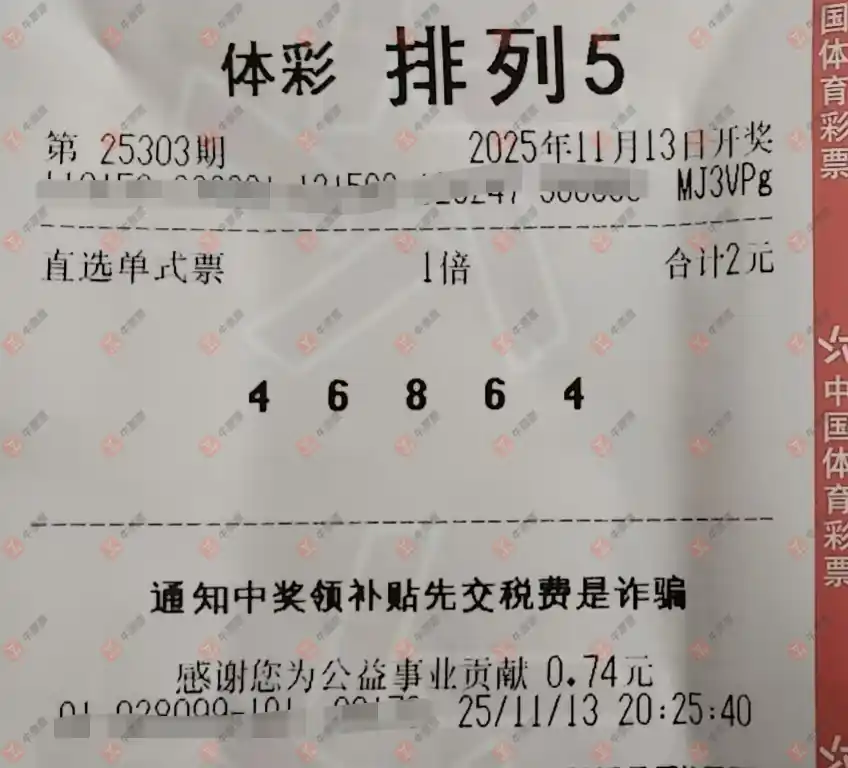 体彩 排列5
第 25303期 2025年11月13日开奖
MJ3VPg
直选单式票 1倍 合计2元
4 6 8 6 4
通知中奖领补贴先交税费是诈骗
感谢您为公益事业贡献 0.74元
25/11/13 20:25:40
国体育彩票
中国体育彩票